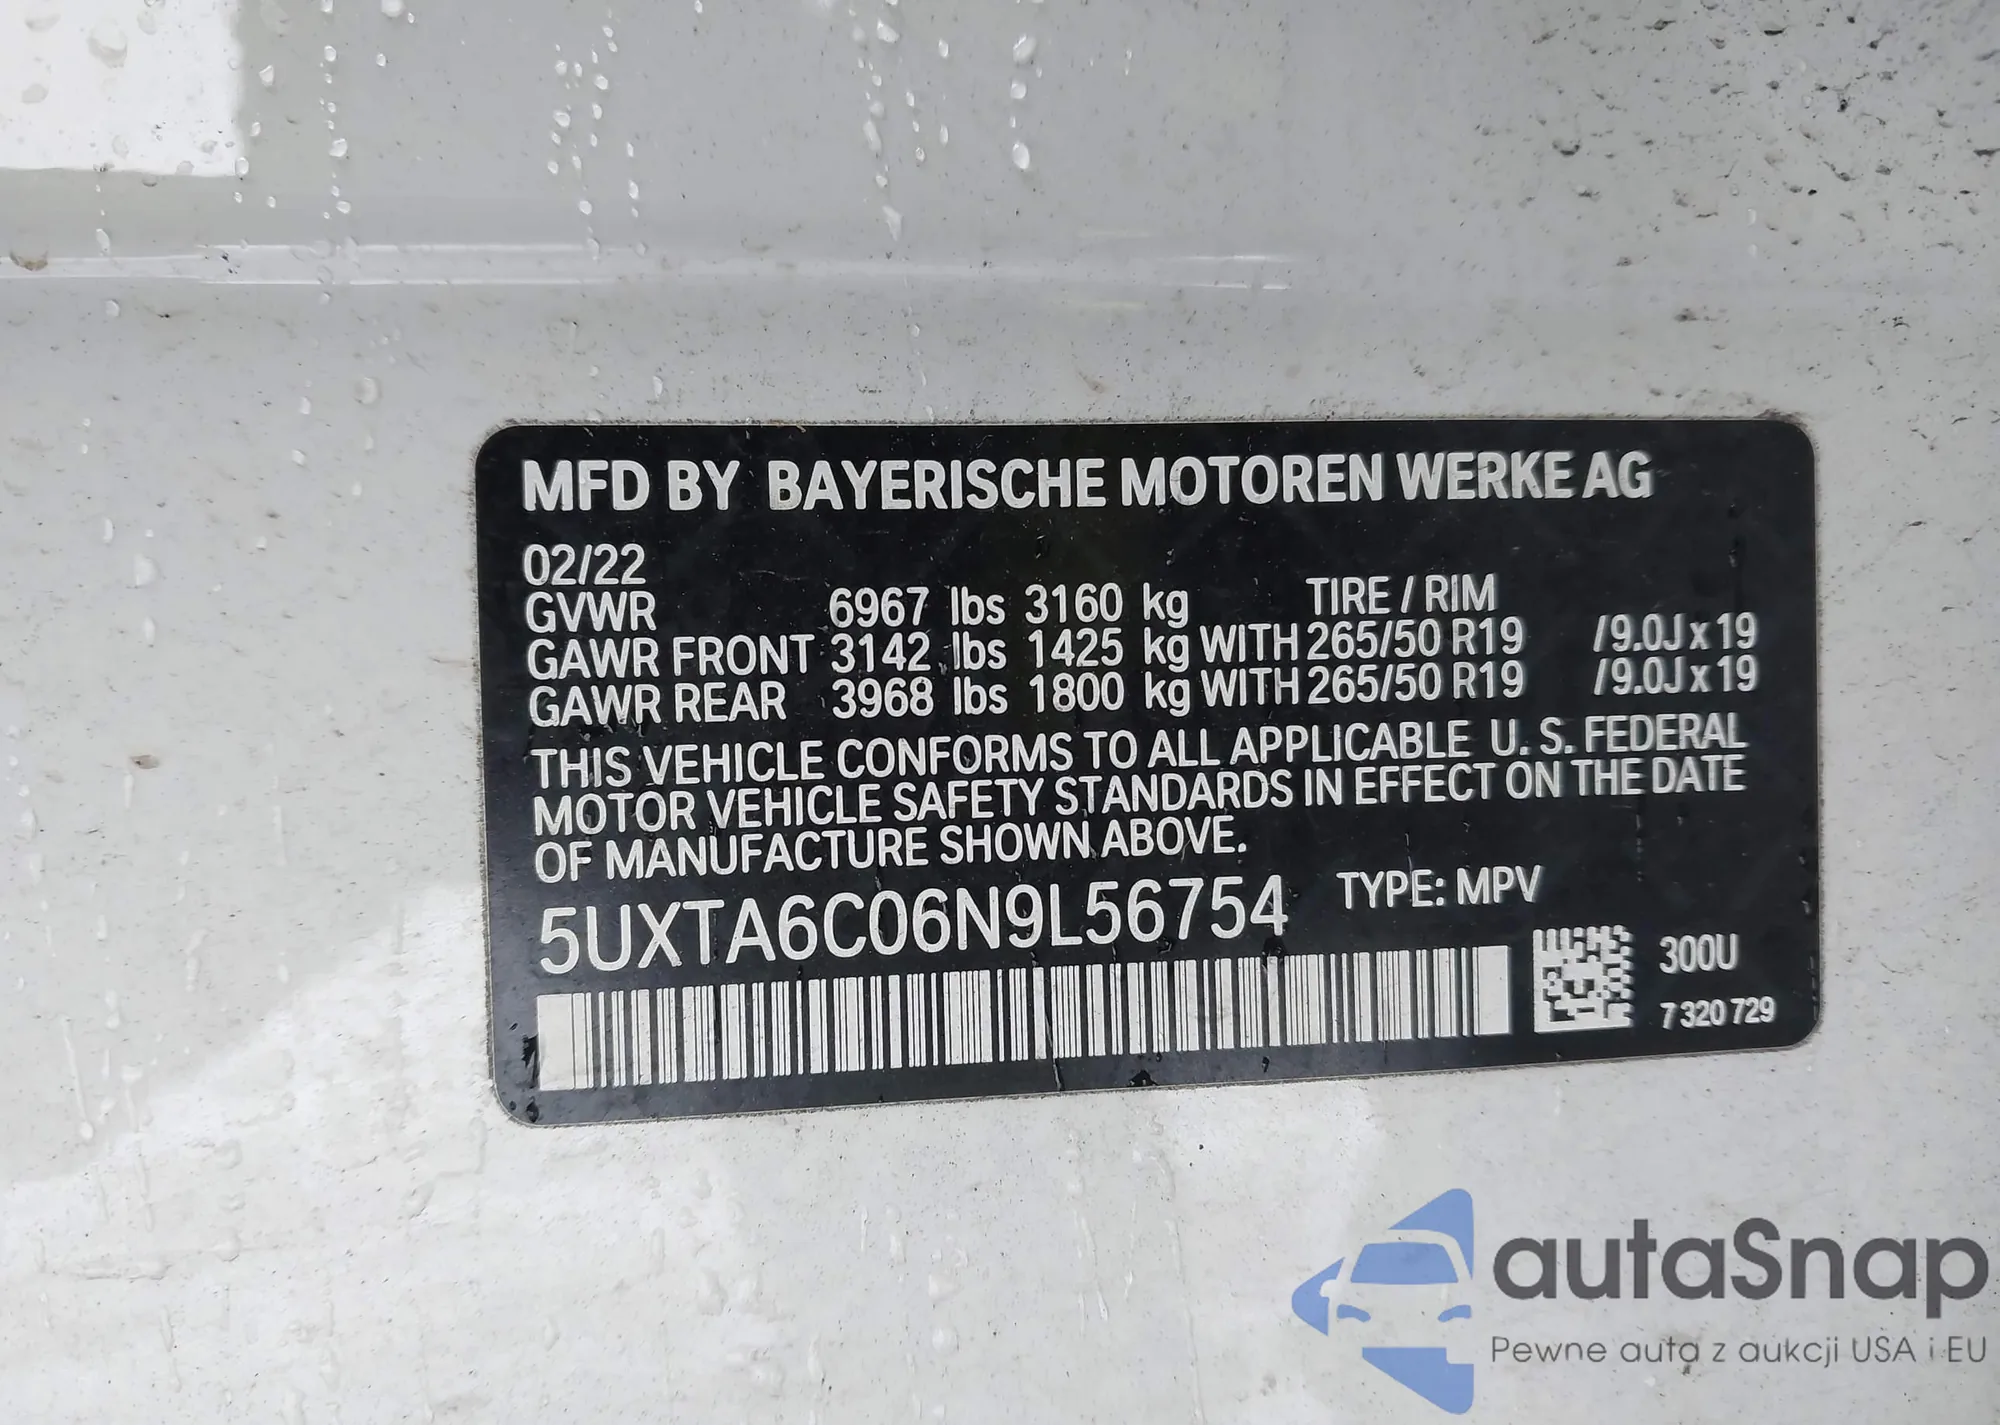 MFD BY BAYERISCHE MOTOREN WERKE AG
02/22
GVWR 6967 lbs 3160 kg TIRE / RIM
GAWR FRONT 3142 lbs 1425 kg WITH 265/50 R19 /9.0J x 19
GAWR REAR 3968 lbs 1800 kg WITH 265/50 R19 /9.0J x 19
THIS VEHICLE CONFORMS TO ALL APPLICABLE U. S. FEDERAL
MOTOR VEHICLE SAFETY STANDARDS IN EFFECT ON THE DATE
OF MANUFACTURE SHOWN ABOVE.
5UXTA6C06N9L56754 TYPE: MPV
300U
7 320 729
autaSnap
Pewne auta z aukcji USA i EU